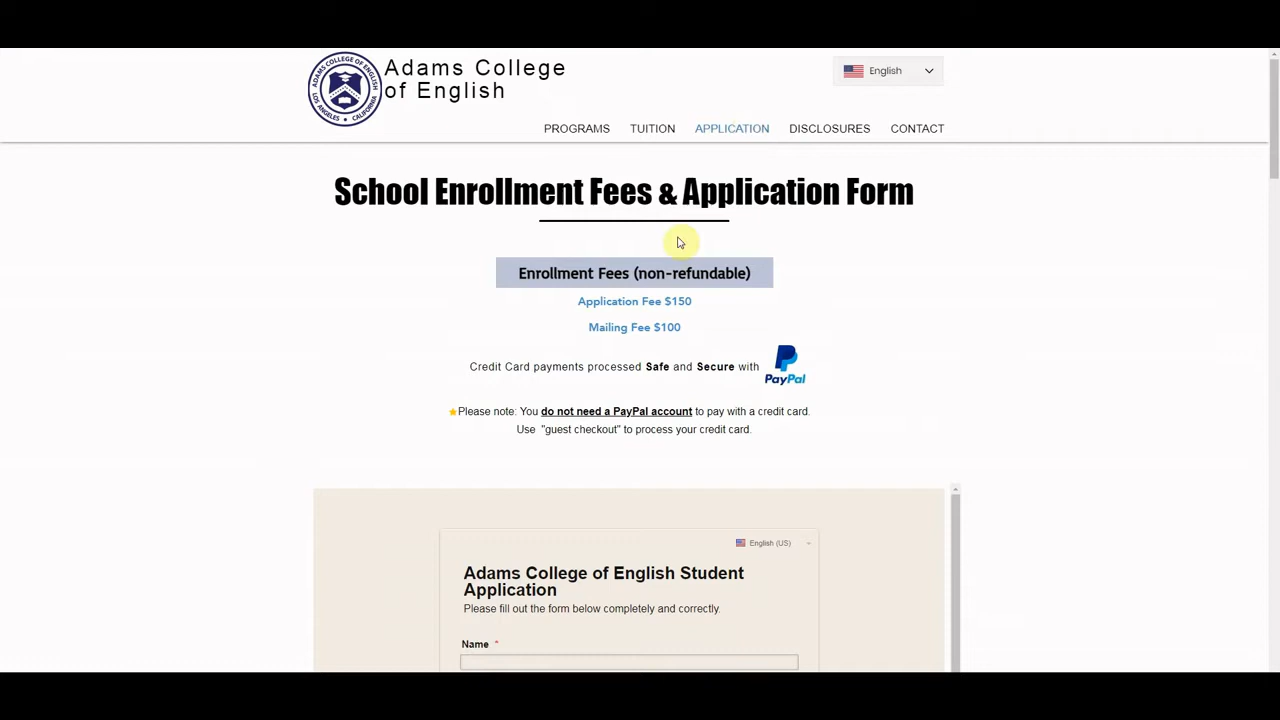 ADAMS COLLEGE OF ENGLISH
LOS ANGELES • CALIFORNIA
Adams College
of English
English
PROGRAMS TUITION APPLICATION DISCLOSURES CONTACT
School Enrollment Fees & Application Form
Enrollment Fees (non-refundable)
Application Fee $150
Mailing Fee $100
Credit Card payments processed Safe and Secure with
PayPal
Please note: You do not need a PayPal account to pay with a credit card.
Use "guest checkout" to process your credit card.
English (US)
Adams College of English Student
Application
Please fill out the form below completely and correctly.
Name *